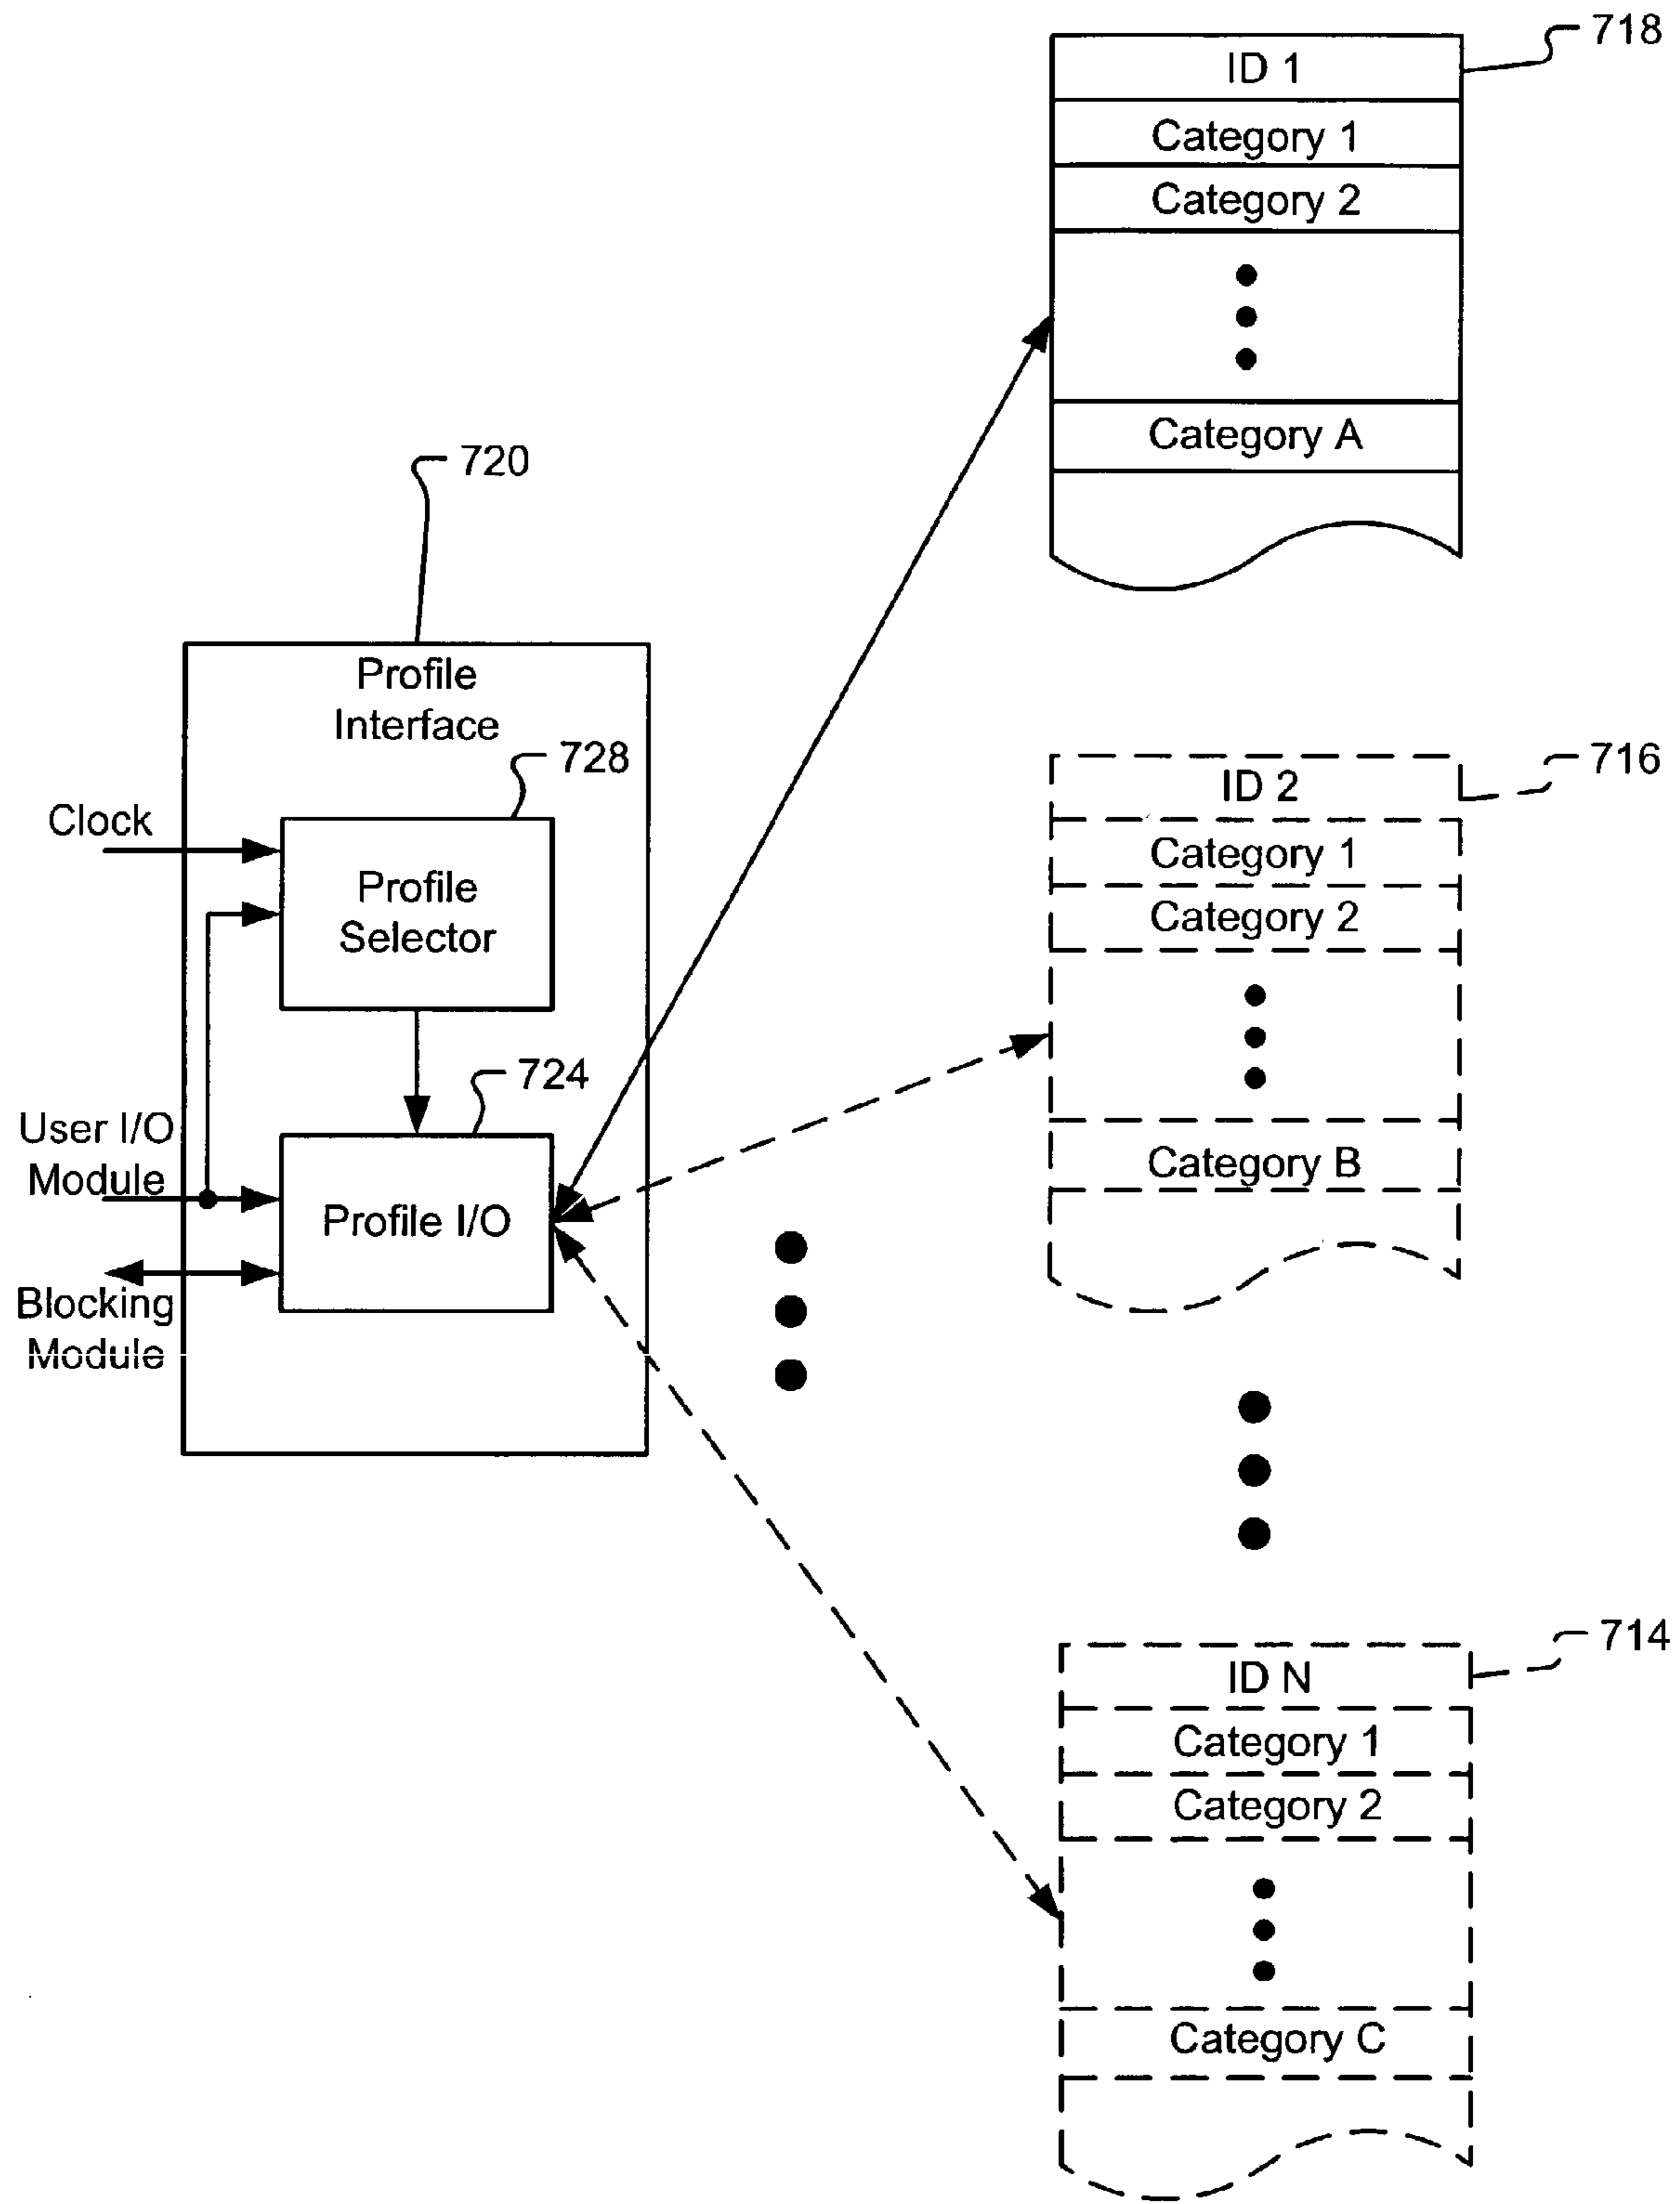 718
ID 1
Category 1
Category 2
Category A
720
Profile
Interface
728
Clock
Profile
Selector
724
User I/O
Module
Profile I/O
Blocking
Module
716
ID 2
Category 1
Category 2
Category B
714
ID N
Category 1
Category 2
Category C